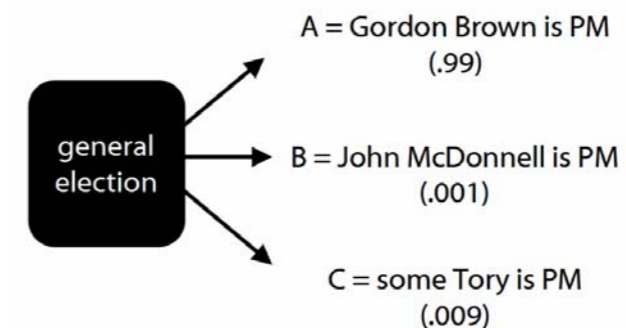 A = Gordon Brown is PM
(.99)
general
election
B = John McDonnell is PM
(.001)
C = some Tory is PM
(.009)